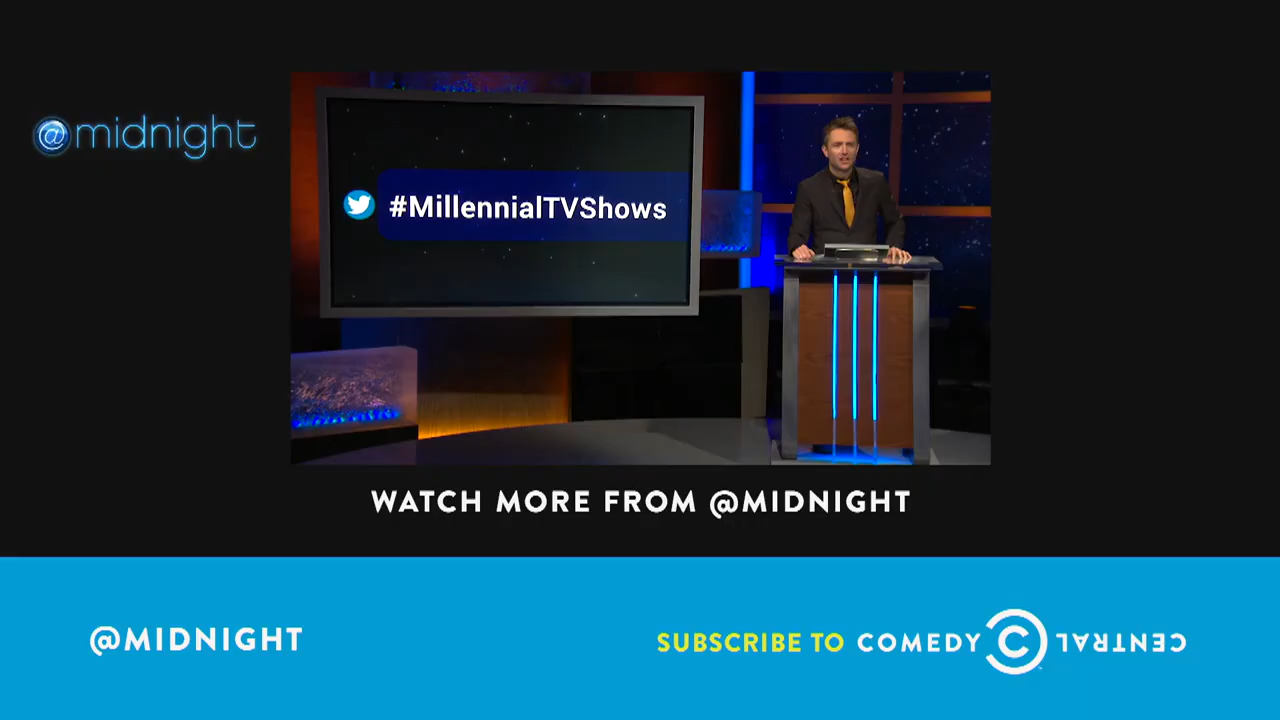 @midnight
#MillennialTVShows
WATCH MORE FROM @MIDNIGHT
@MIDNIGHT
SUBSCRIBE TO COMEDY CENTRAL